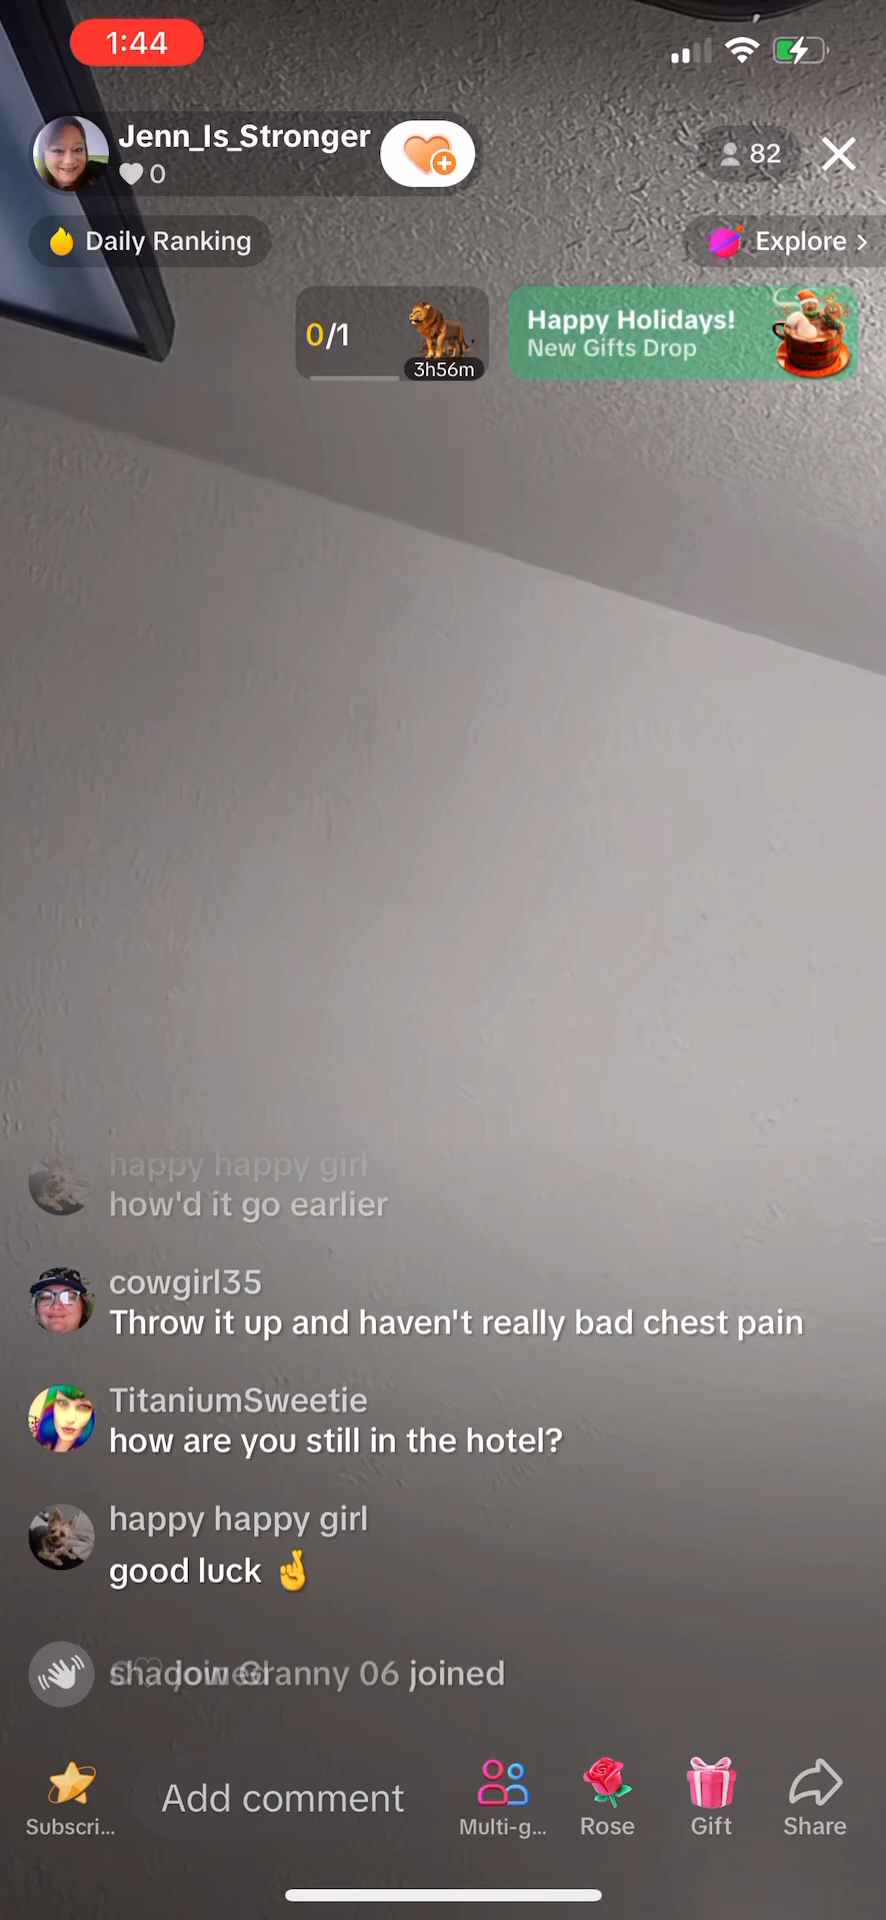 1:44
Jenn_Is_Stronger
0
82
Daily Ranking
Explore >
0/1
3h56m
Happy Holidays!
New Gifts Drop
happy happy girl
how'd it go earlier
cowgirl35
Throw it up and haven't really bad chest pain
TitaniumSweetie
how are you still in the hotel?
happy happy girl
good luck 🤞
Granny 06 joined
Subscri...
Add comment
Multi-g...
Rose
Gift
Share